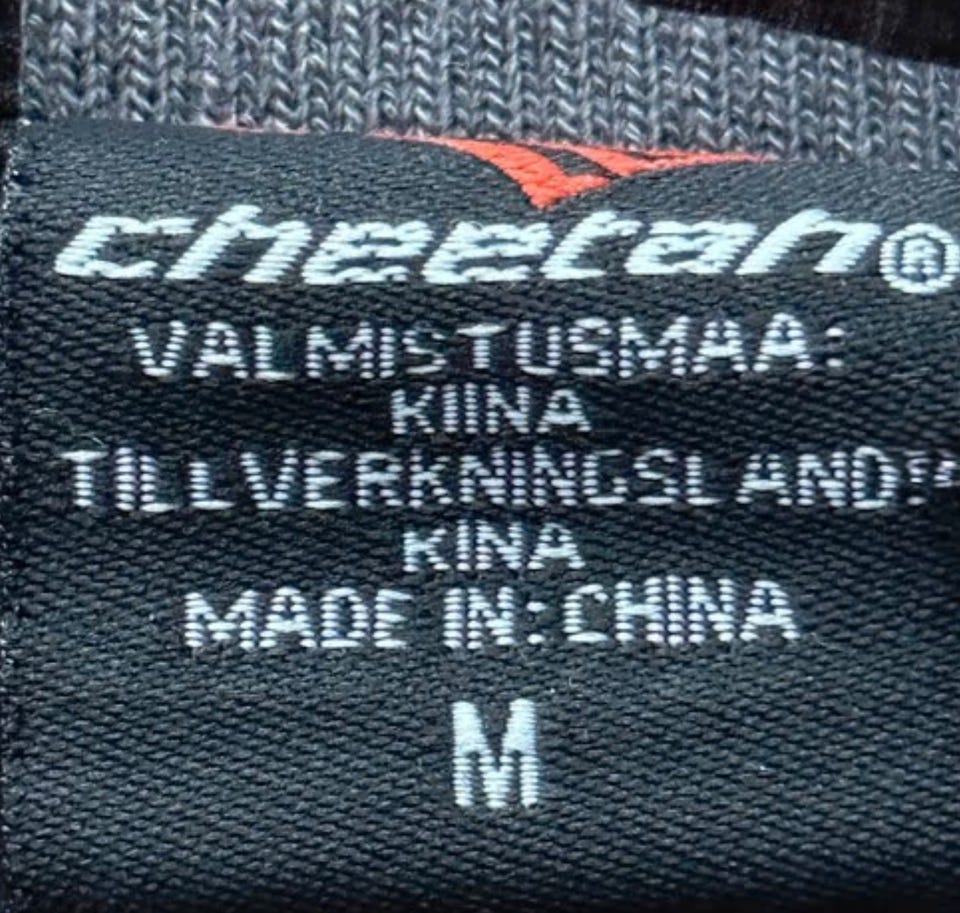 cheetah®
VALMISTUSMAA:
KIINA
TILLVERKNINGSLAND:
KINA
MADE IN:CHINA
M